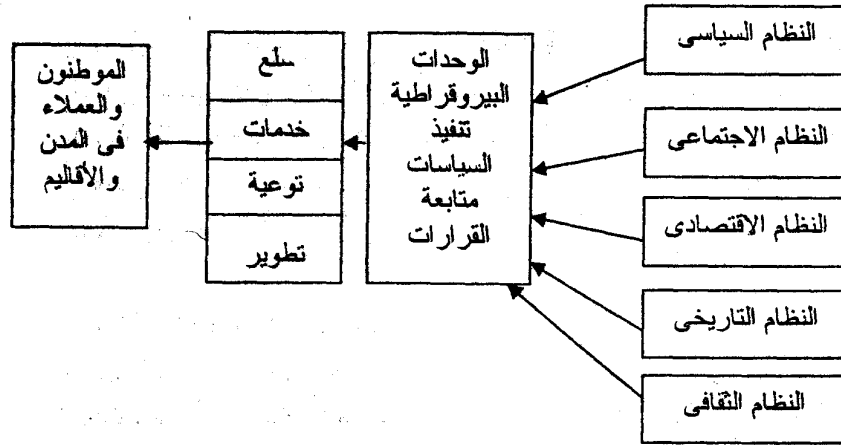 النظام السياسى
النظام الاجتماعى
النظام الاقتصادى
النظام التاريخى
النظام الثقافى
الوحدات
البيروقراطية
تنفيذ
السياسات
متابعة
القرارات
سلع
خدمات
توعية
تطوير
الموطنون
والعملاء
فى المدن
والأقاليم